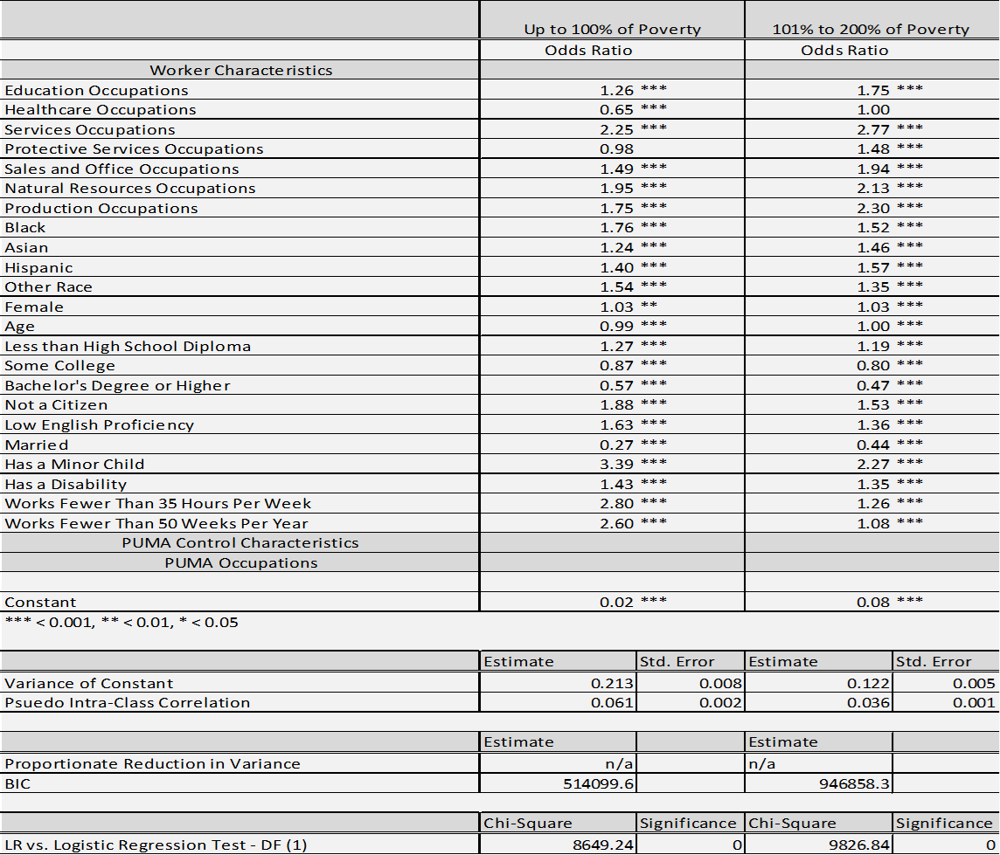 Up to 100% of Poverty 101% to 200% of Poverty
Odds Ratio Odds Ratio
Worker Characteristics
Education Occupations 1.26 *** 1.75 ***
Healthcare Occupations 0.65 *** 1.00
Services Occupations 2.25 *** 2.77 ***
Protective Services Occupations 0.98 1.48 ***
Sales and Office Occupations 1.49 *** 1.94 ***
Natural Resources Occupations 1.95 *** 2.13 ***
Production Occupations 1.75 *** 2.30 ***
Black 1.76 *** 1.52 ***
Asian 1.24 *** 1.46 ***
Hispanic 1.40 *** 1.57 ***
Other Race 1.54 *** 1.35 ***
Female 1.03 ** 1.03 ***
Age 0.99 *** 1.00 ***
Less than High School Diploma 1.27 *** 1.19 ***
Some College 0.87 *** 0.80 ***
Bachelor's Degree or Higher 0.57 *** 0.47 ***
Not a Citizen 1.88 *** 1.53 ***
Low English Proficiency 1.63 *** 1.36 ***
Married 0.27 *** 0.44 ***
Has a Minor Child 3.39 *** 2.27 ***
Has a Disability 1.43 *** 1.35 ***
Works Fewer Than 35 Hours Per Week 2.80 *** 1.26 ***
Works Fewer Than 50 Weeks Per Year 2.60 *** 1.08 ***
PUMA Control Characteristics
PUMA Occupations
Constant 0.02 *** 0.08 ***
*** < 0.001, ** < 0.01, * < 0.05
Estimate Std. Error Estimate Std. Error
Variance of Constant 0.213 0.008 0.122 0.005
Psuedo Intra-Class Correlation 0.061 0.002 0.036 0.001
Estimate Estimate
Proportionate Reduction in Variance n/a n/a
BIC 514099.6 946858.3
Chi-Square Significance Chi-Square Significance
LR vs. Logistic Regression Test - DF (1) 8649.24 0 9826.84 0